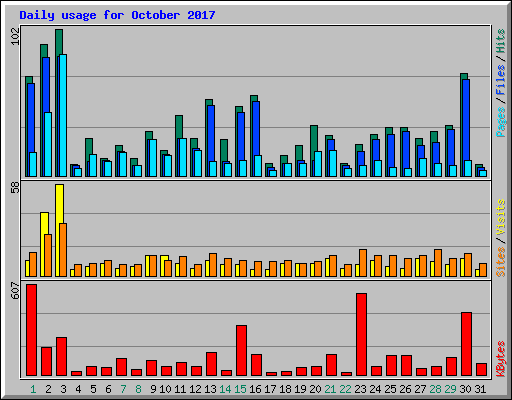 Daily usage for October 2017
102
Pages / Files / Hits
58
Sites / Visits
607
KBytes
1 2 3 4 5 6 7 8 9 10 11 12 13 14 15 16 17 18 19 20 21 22 23 24 25 26 27 28 29 30 31